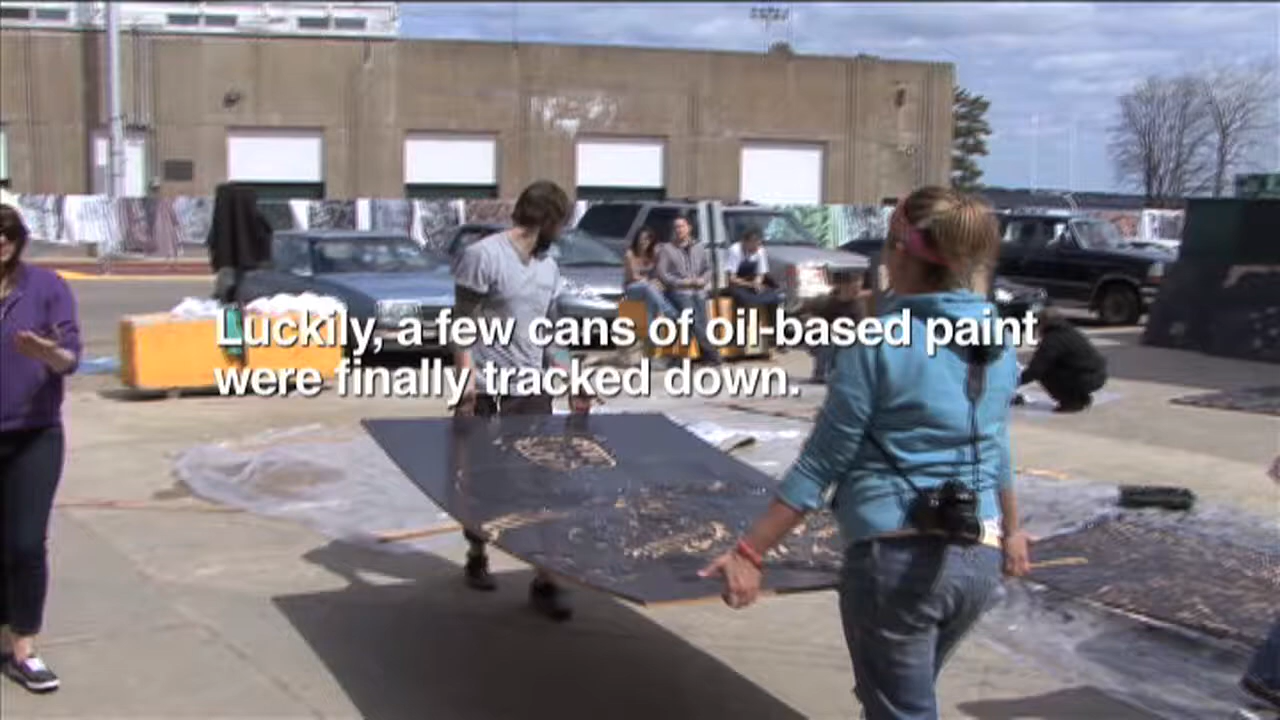 Luckily, a few cans of oil-based paint
were finally tracked down.